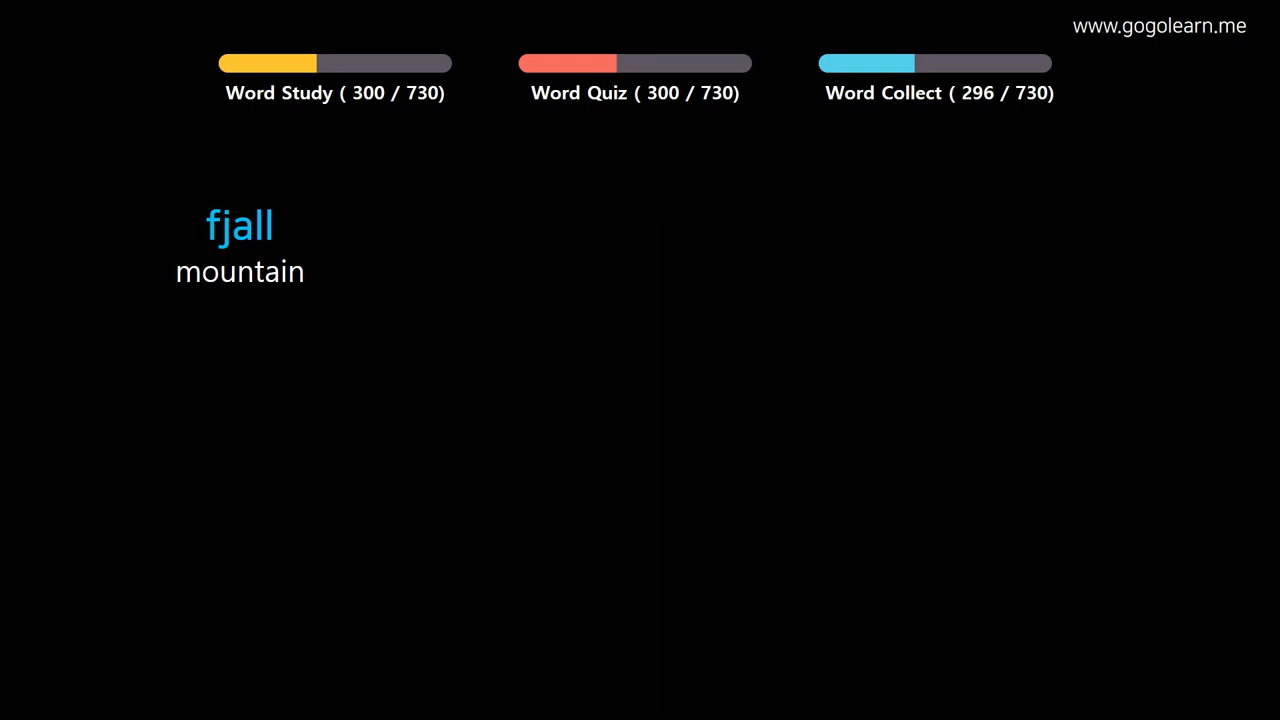 www.gogolearn.me
Word Study ( 300 / 730)
Word Quiz ( 300 / 730)
Word Collect ( 296 / 730)
fjall
mountain